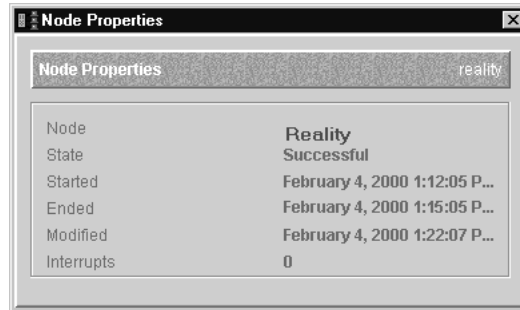 Node Properties
Node Properties reality
Node Reality
State Successful
Started February 4, 2000 1:12:05 P...
Ended February 4, 2000 1:15:05 P...
Modified February 4, 2000 1:22:07 P...
Interrupts 0